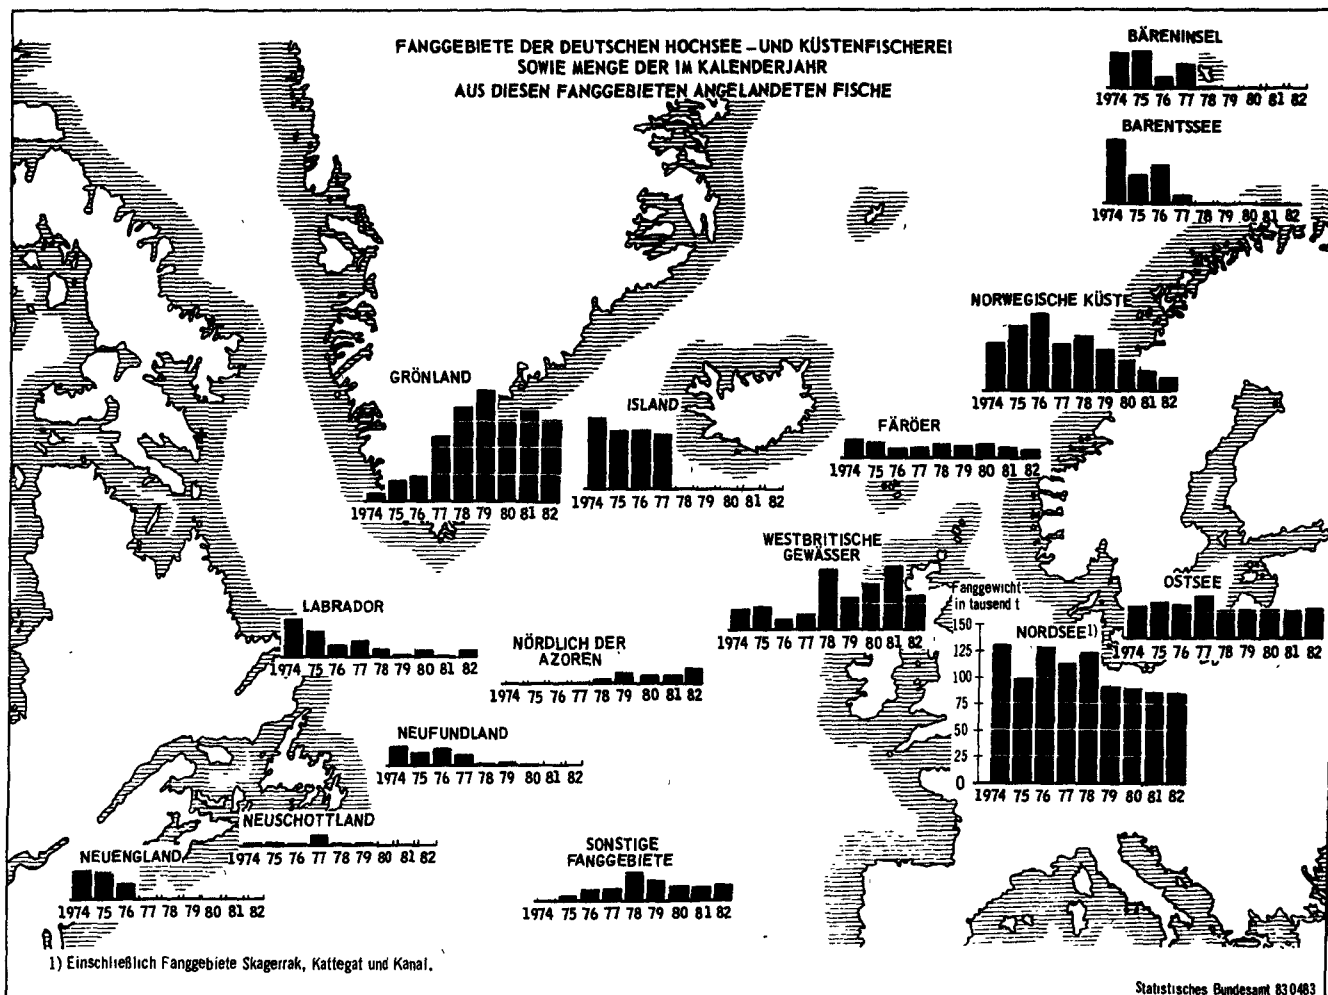 FANGGEBIETE DER DEUTSCHEN HOCHSEE – UND KÜSTENFISCHEREI
SOWIE MENGE DER IM KALENDERJAHR
AUS DIESEN FANGGEBIETEN ANGELANDETEN FISCHE
BÄRENINSEL
1974 75 76 77 78 79 80 81 82
BARENTSSEE
1974 75 76 77 78 79 80 81 82
NORWEGISCHE KÜSTE
1974 75 76 77 78 79 80 81 82
GRÖNLAND
1974 75 76 77 78 79 80 81 82
ISLAND
1974 75 76 77 78 79 80 81 82
FÄRÖER
1974 75 76 77 78 79 80 81 82
WESTBRITISCHE
GEWÄSSER
1974 75 76 77 78 79 80 81 82
OSTSEE
1974 75 76 77 78 79 80 81 82
LABRADOR
1974 75 76 77 78 79 80 81 82
NÖRDLICH DER
AZOREN
1974 75 76 77 78 79 80 81 82
Fanggewicht
in tausend t
NORDSEE 1)
150
125
100
75
50
25
0
1974 75 76 77 78 79 80 81 82
NEUFUNDLAND
1974 75 76 77 78 79 80 81 82
NEUSCHOTTLAND
1974 75 76 77 78 79 80 81 82
NEUENGLAND
1974 75 76 77 78 79 80 81 82
SONSTIGE
FANGGEBIETE
1974 75 76 77 78 79 80 81 82
1) Einschließlich Fanggebiete Skagerrak, Kattegat und Kanal.
Statistisches Bundesamt 83 0483